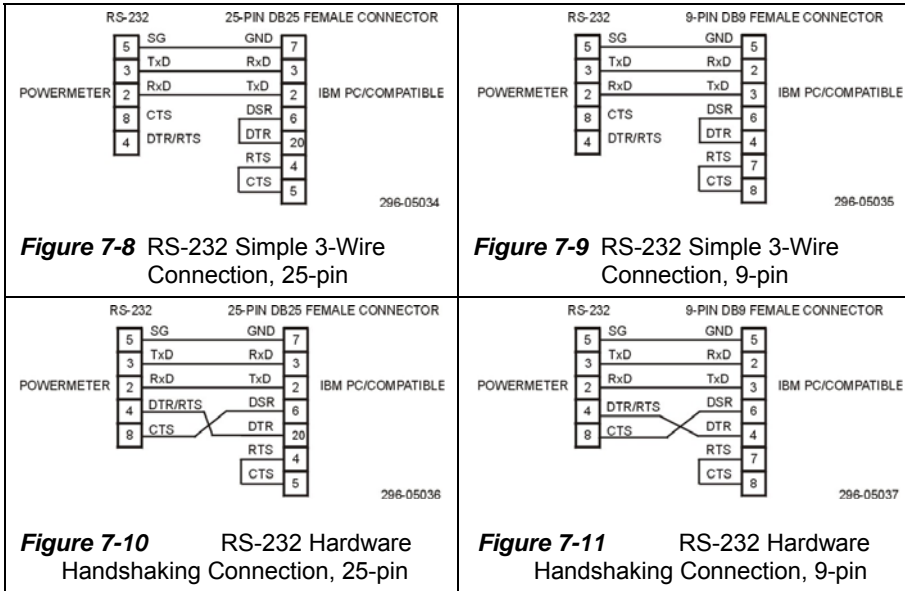 RS-232 25-PIN DB25 FEMALE CONNECTOR
5 SG GND 7
3 TxD RxD 3
POWERMETER 2 RxD TxD 2 IBM PC/COMPATIBLE
8 CTS DSR 6
4 DTR/RTS DTR 20
RTS 4
CTS 5
296-05034
Figure 7-8 RS-232 Simple 3-Wire
Connection, 25-pin
RS-232 9-PIN DB9 FEMALE CONNECTOR
5 SG GND 5
3 TxD RxD 2
POWERMETER 2 RxD TxD 3 IBM PC/COMPATIBLE
8 CTS DSR 6
4 DTR/RTS DTR 4
RTS 7
CTS 8
296-05035
Figure 7-9 RS-232 Simple 3-Wire
Connection, 9-pin
RS-232 25-PIN DB25 FEMALE CONNECTOR
5 SG GND 7
3 TxD RxD 3
POWERMETER 2 RxD TxD 2 IBM PC/COMPATIBLE
4 DTR/RTS DSR 6
8 CTS DTR 20
RTS 4
CTS 5
296-05036
Figure 7-10 RS-232 Hardware
Handshaking Connection, 25-pin
RS-232 9-PIN DB9 FEMALE CONNECTOR
5 SG GND 5
3 TxD RxD 2
POWERMETER 2 RxD TxD 3 IBM PC/COMPATIBLE
4 DTR/RTS DSR 6
8 CTS DTR 4
RTS 7
CTS 8
296-05037
Figure 7-11 RS-232 Hardware
Handshaking Connection, 9-pin